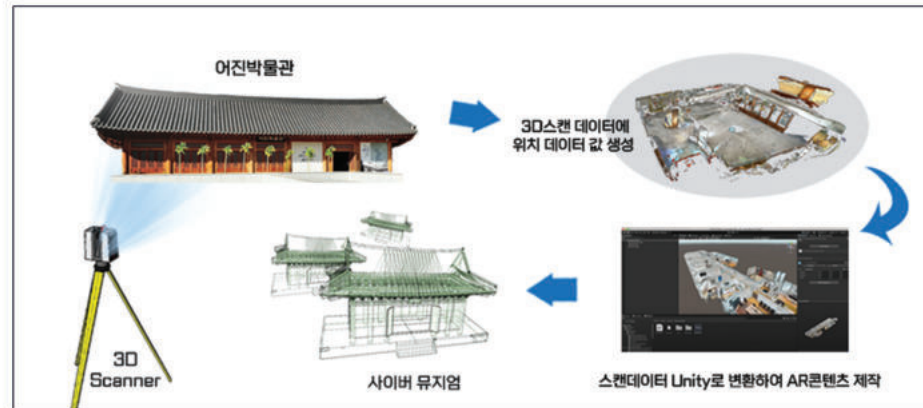 어진박물관
3D스캔 데이터에
위치 데이터 값 생성
스캔데이터 Unity로 변환하여 AR콘텐츠 제작
사이버 뮤지엄
3D
Scanner